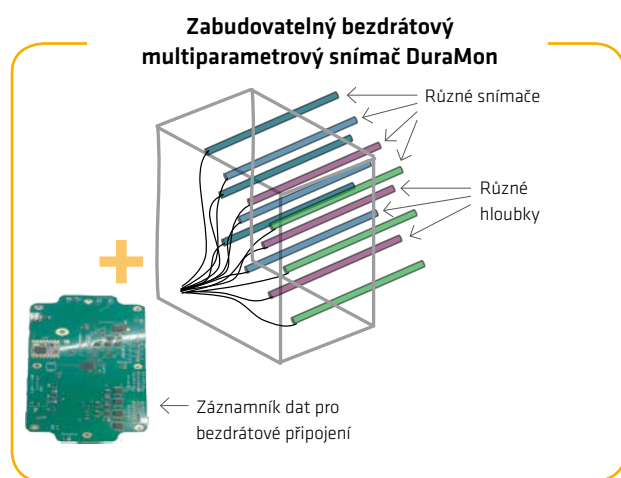 Zabudovatelný bezdrátový
multiparametrový snímač DuraMon
Různé snímače
Různé
hloubky
Záznamník dat pro
bezdrátové připojení